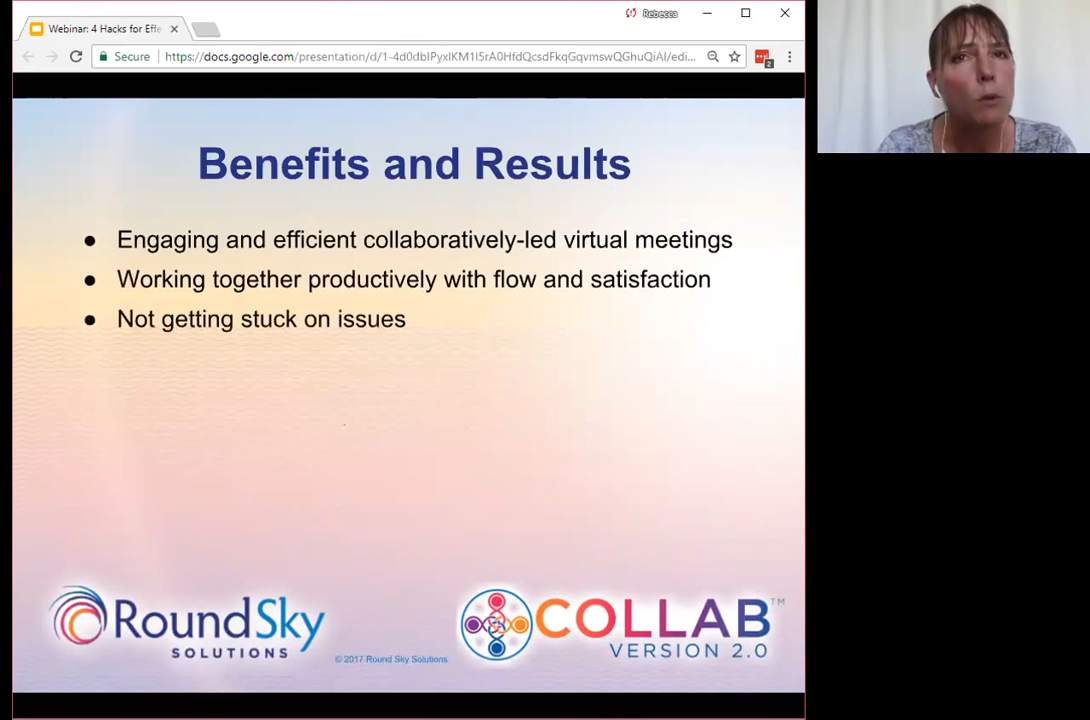 Rebecca
Webinar: 4 Hacks for Effe
Secure
https://docs.google.com/presentation/d/1-4d0dbIPyxIKM1I5rA0HfdQcsdFkqGqvmswQGhuQiAI/edi...
2
Benefits and Results
● Engaging and efficient collaboratively-led virtual meetings
● Working together productively with flow and satisfaction
● Not getting stuck on issues
RoundSky
SOLUTIONS
© 2017 Round Sky Solutions
COLLAB™
VERSION 2.0